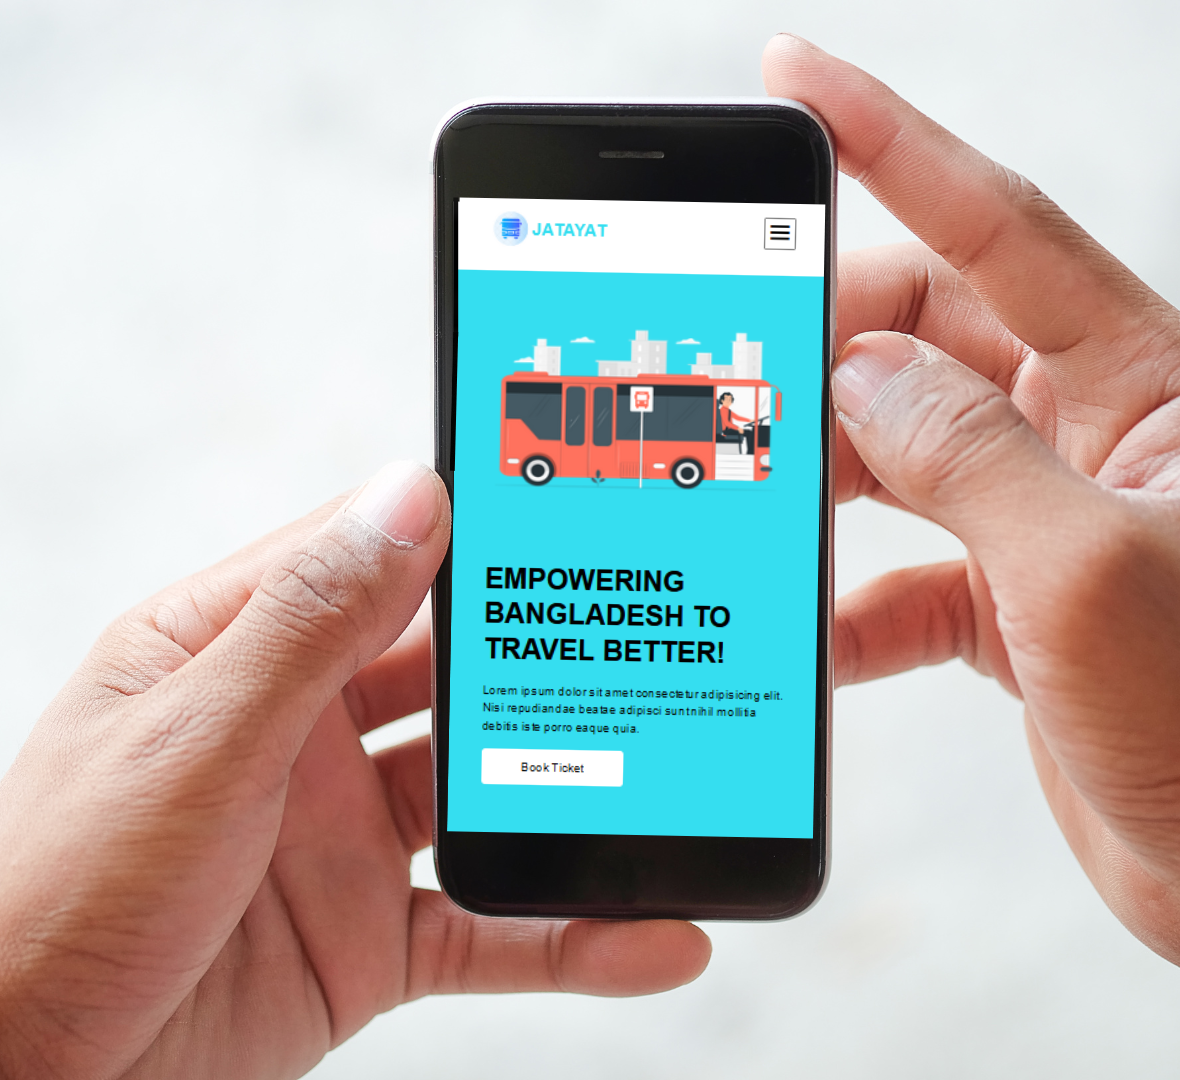 JATAYAT
EMPOWERING
BANGLADESH TO
TRAVEL BETTER!
Lorem ipsum dolor sit amet consectetur adipisicing elit.
Nisi repudiandae beatae adipisci sunt nihil mollitia
debitis iste porro eaque quia.
Book Ticket